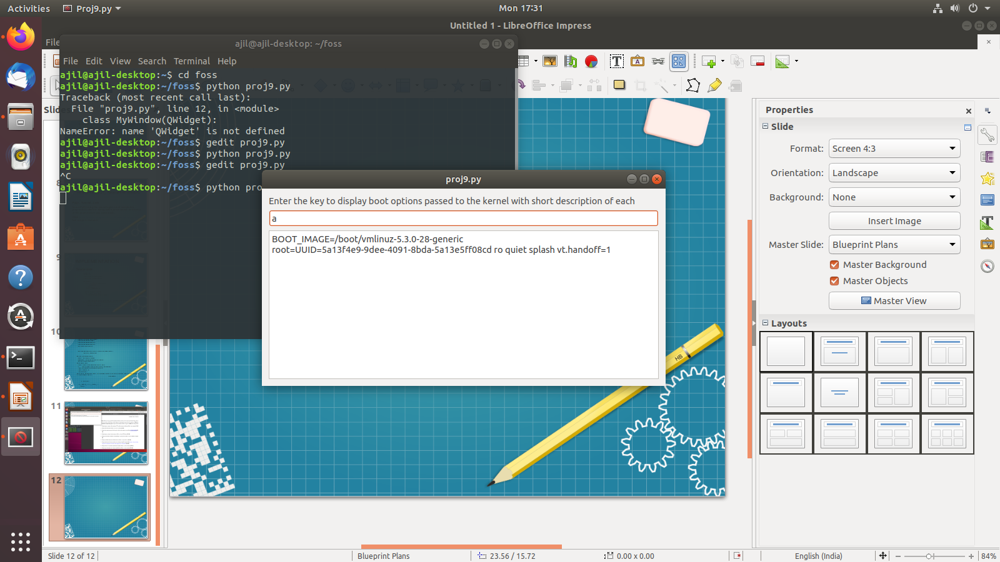 Activities
Proj9.py
Mon 17:31
Untitled 1 - LibreOffice Impress
File
ajil@ajil-desktop: ~/foss
File Edit View Search Terminal Help
ajil@ajil-desktop:~$ cd foss
ajil@ajil-desktop:~/foss$ python proj9.py
Traceback (most recent call last):
File "proj9.py", line 12, in <module>
class MyWindow(QWidget):
NameError: name 'QWidget' is not defined
ajil@ajil-desktop:~/foss$ gedit proj9.py
ajil@ajil-desktop:~/foss$ python proj9.py
ajil@ajil-desktop:~/foss$ gedit proj9.py
^C
ajil@ajil-desktop:~/foss$ python pro
proj9.py
Enter the key to display boot options passed to the kernel with short description of each
a
BOOT_IMAGE=/boot/vmlinuz-5.3.0-28-generic
root=UUID=5a13f4e9-9dee-4091-8bda-5a13e5ff08cd ro quiet splash vt.handoff=1
HB
10
11
12
Properties
Slide
Format: Screen 4:3
Orientation: Landscape
Background: None
Insert Image
Master Slide: Blueprint Plans
Master Background
Master Objects
Master View
Layouts
Slide 12 of 12
Blueprint Plans
23.56 / 15.72
0.00 x 0.00
English (India)
84%